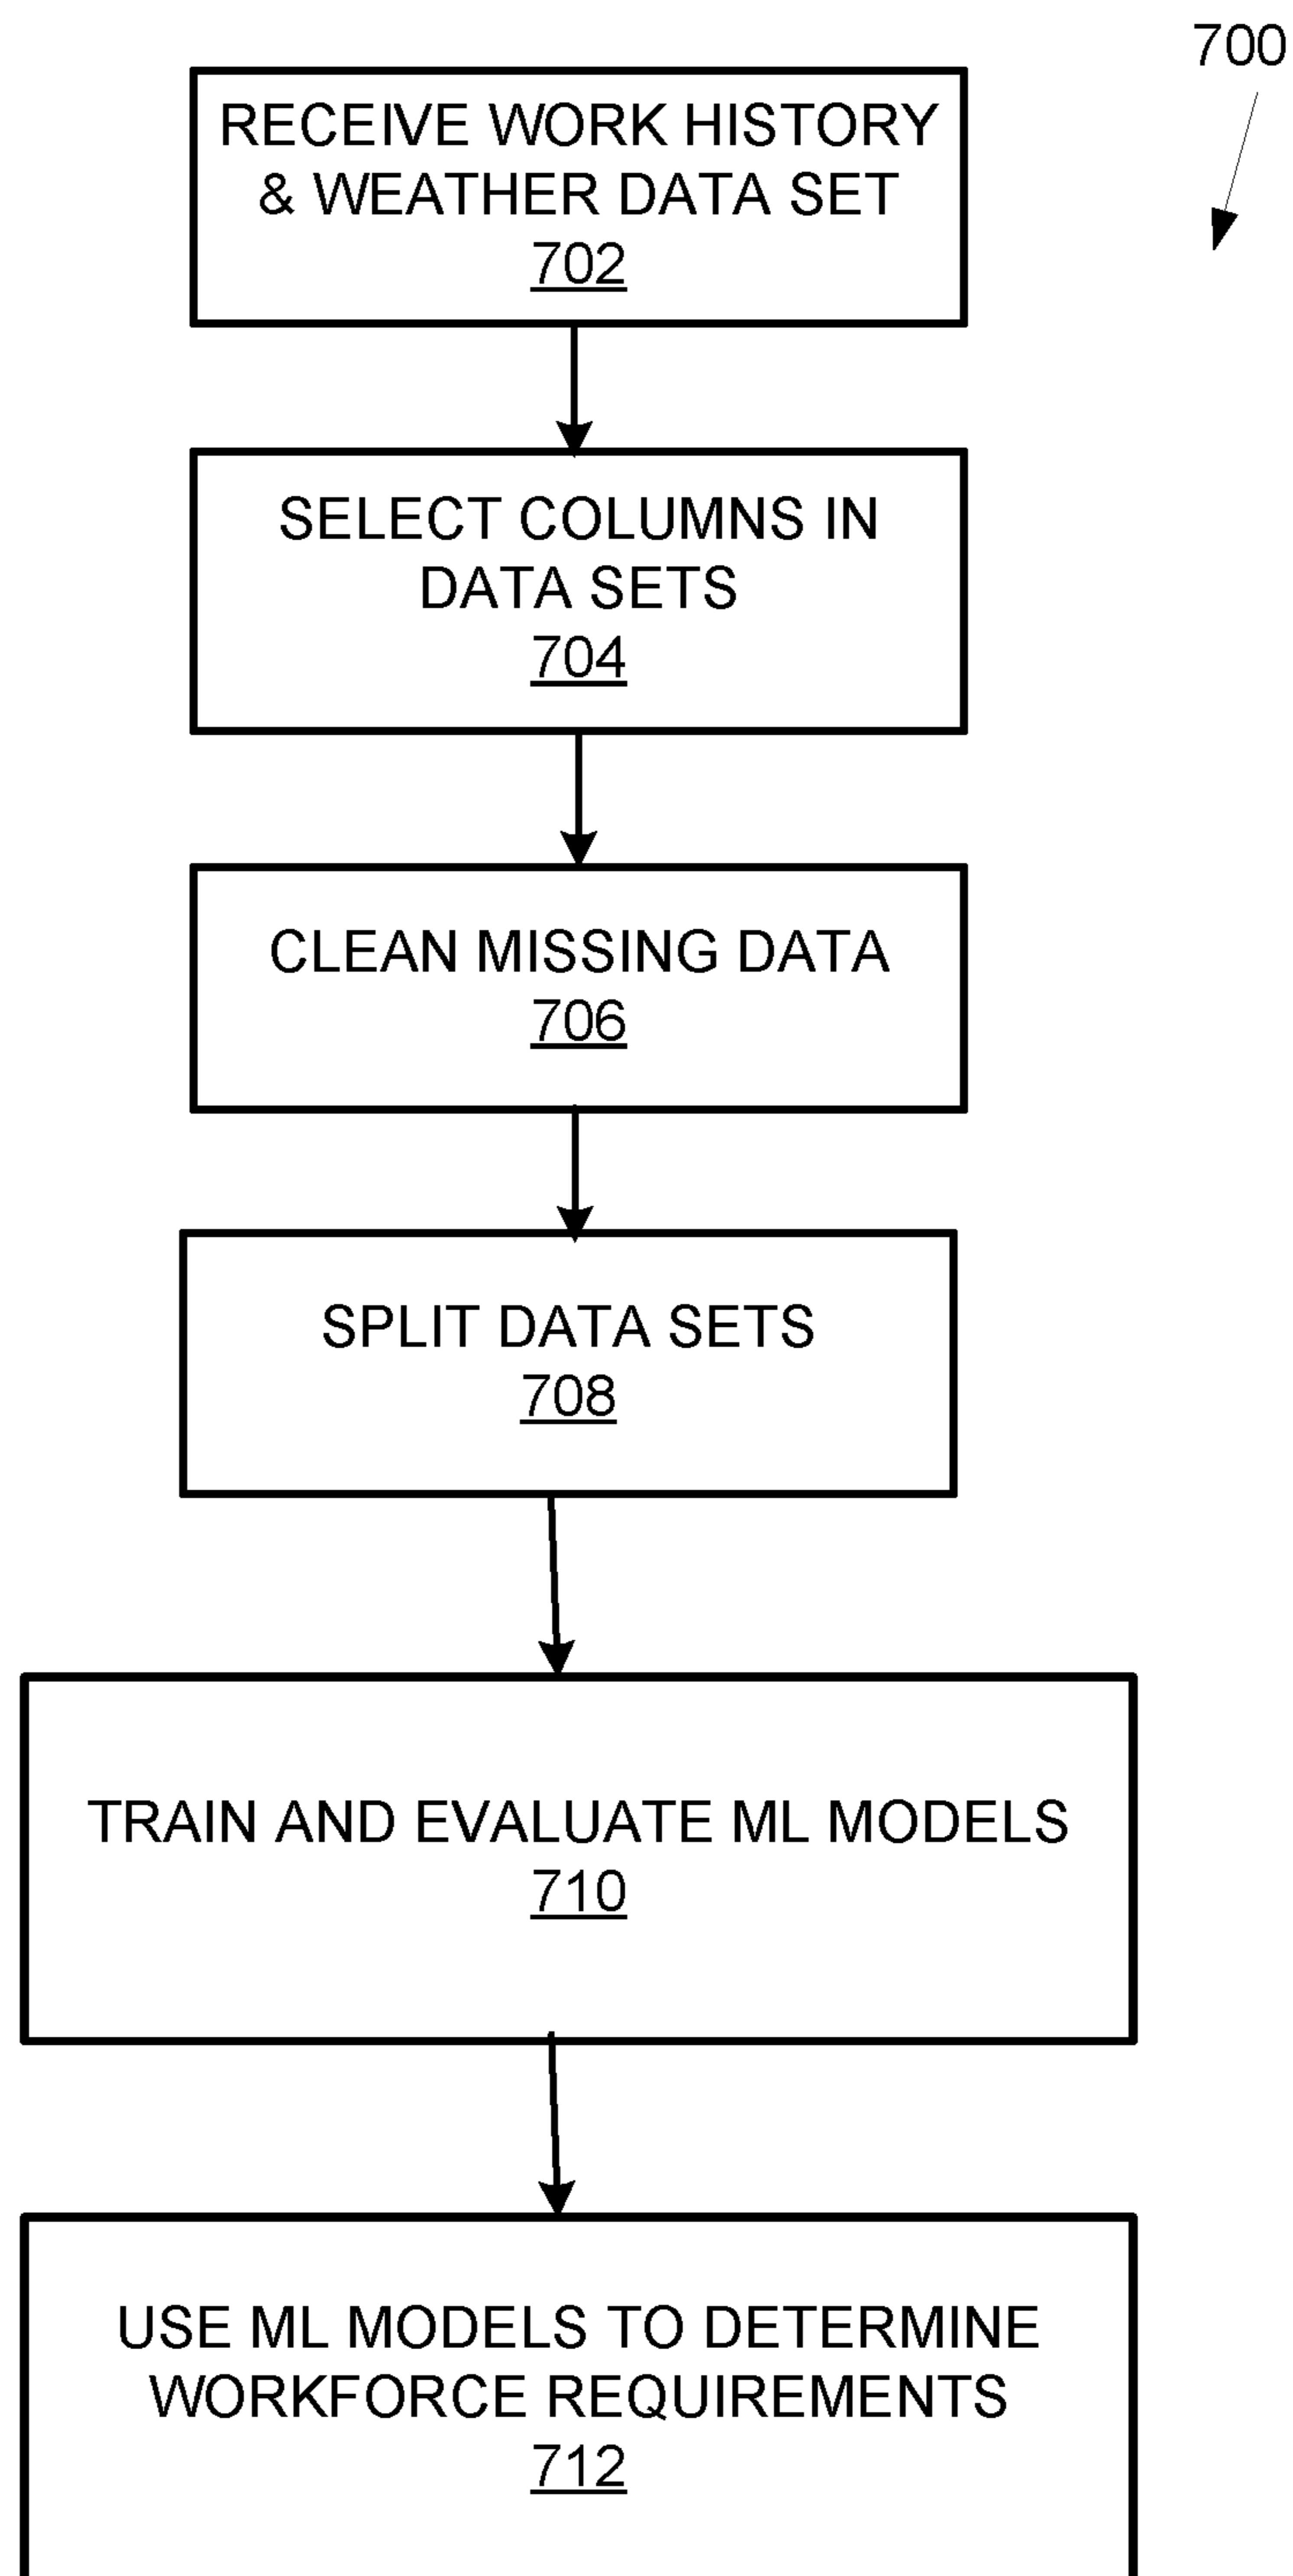 700
RECEIVE WORK HISTORY
& WEATHER DATA SET
702
SELECT COLUMNS IN
DATA SETS
704
CLEAN MISSING DATA
706
SPLIT DATA SETS
708
TRAIN AND EVALUATE ML MODELS
710
USE ML MODELS TO DETERMINE
WORKFORCE REQUIREMENTS
712